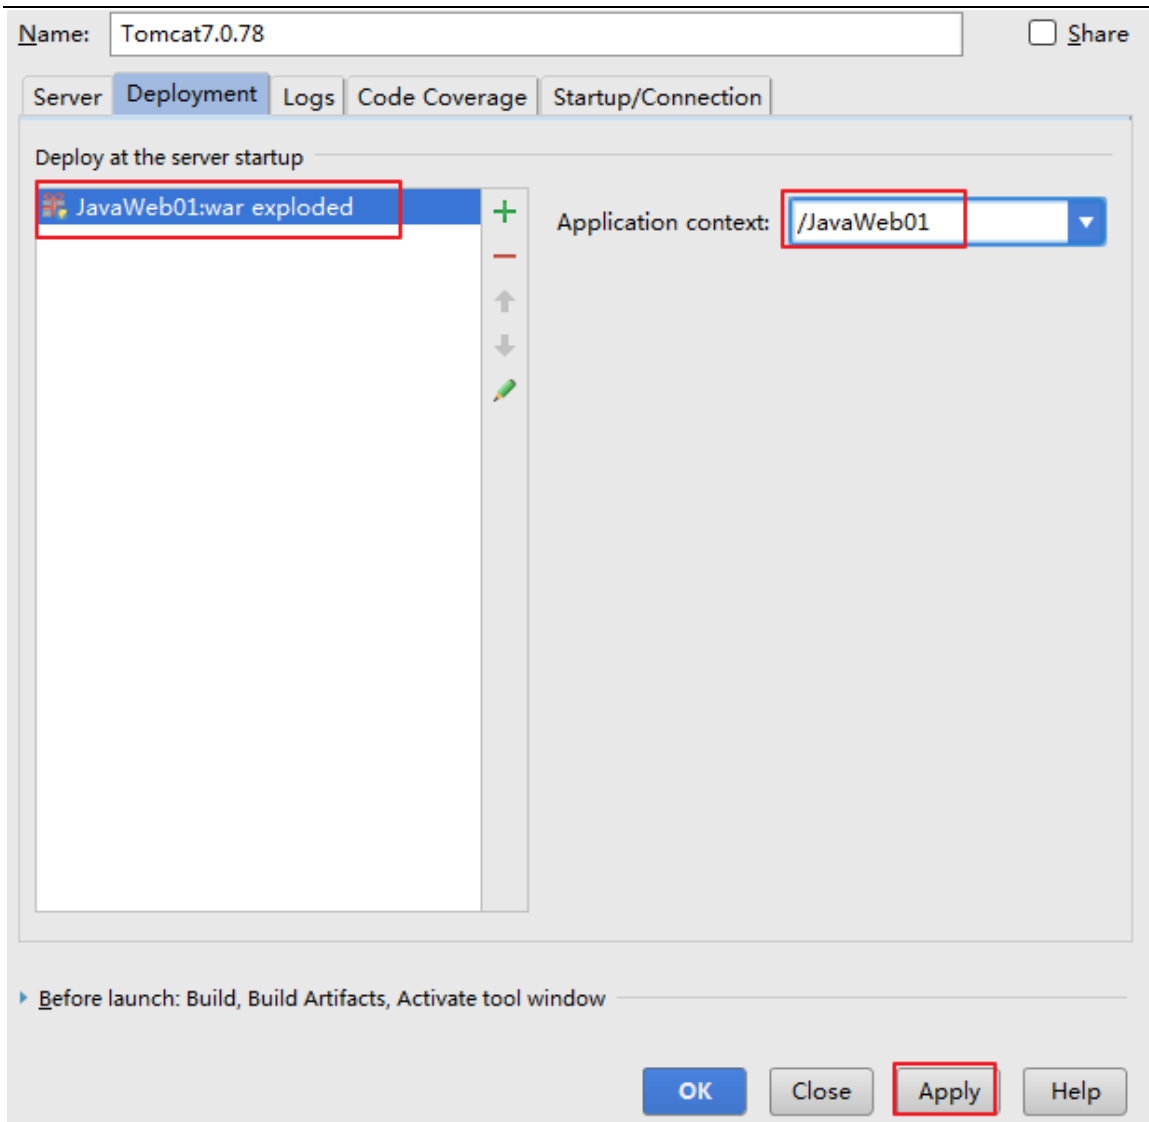 Name: Tomcat7.0.78 Share
Server Deployment Logs Code Coverage Startup/Connection
Deploy at the server startup
JavaWeb01:war exploded
Application context: /JavaWeb01
Before launch: Build, Build Artifacts, Activate tool window
OK Close Apply Help